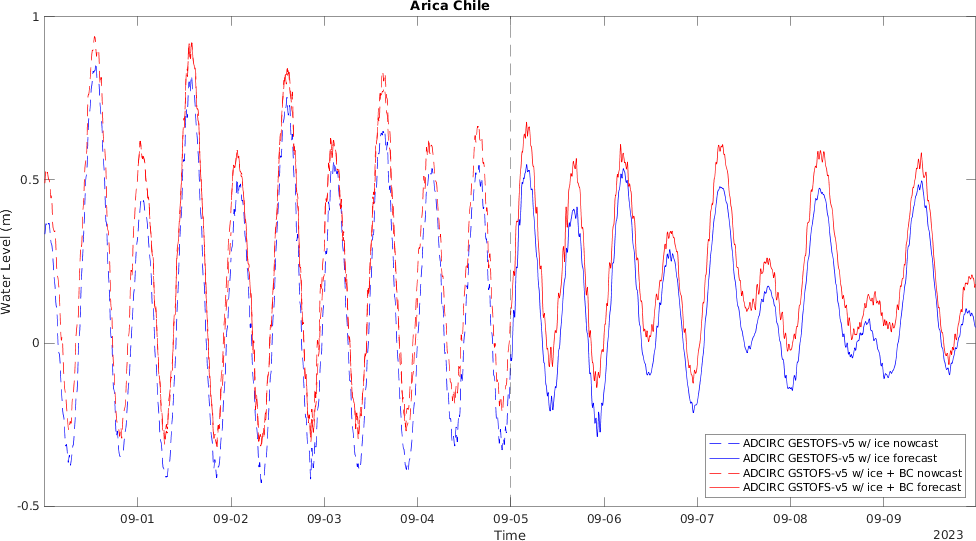 Arica Chile
1
0.5
0
-0.5
Water Level (m)
ADCIRC GESTOFS-v5 w/ ice nowcast
ADCIRC GESTOFS-v5 w/ ice forecast
ADCIRC GSTOFS-v5 w/ ice + BC nowcast
ADCIRC GSTOFS-v5 w/ ice + BC forecast
09-01 09-02 09-03 09-04 09-05 09-06 09-07 09-08 09-09
Time
2023